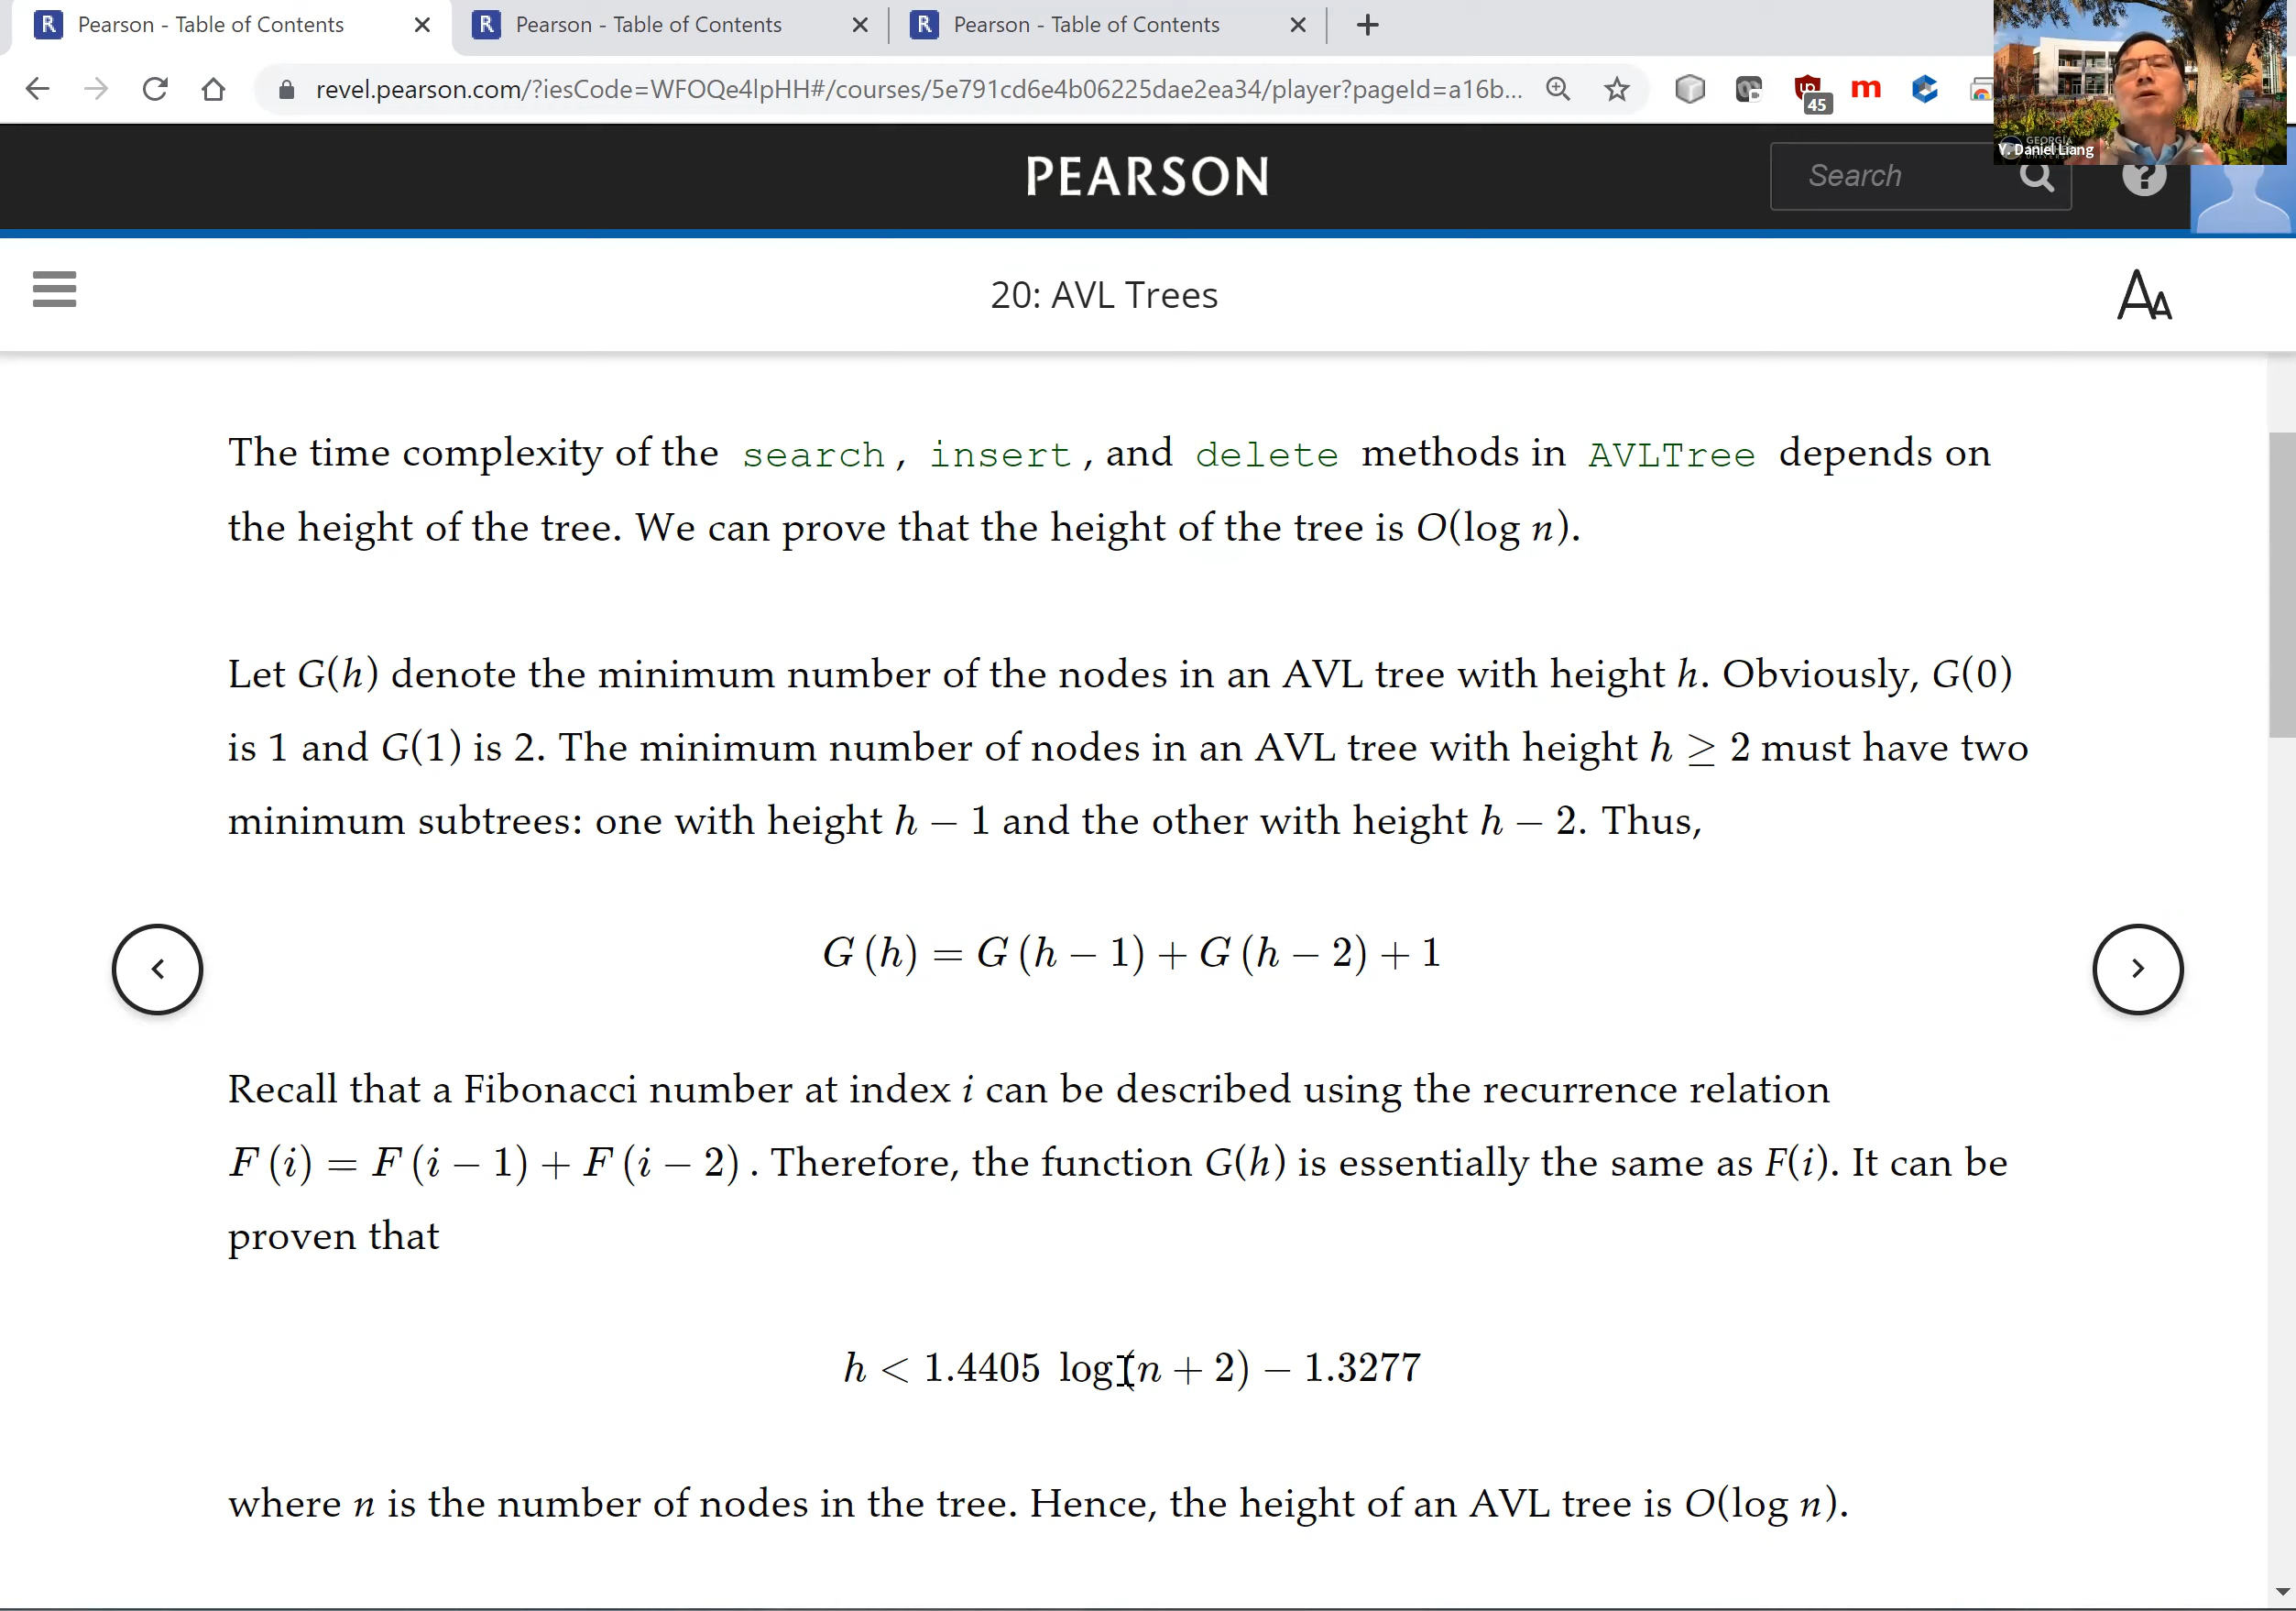 Pearson - Table of Contents
Pearson - Table of Contents
Pearson - Table of Contents
revel.pearson.com/?iesCode=WFOQe4lpHH#/courses/5e791cd6e4b06225dae2ea34/player?pageId=a16b...
45
m
Y. Daniel Liang
PEARSON
Search
20: AVL Trees
The time complexity of the search, insert, and delete methods in AVLTree depends on
the height of the tree. We can prove that the height of the tree is O(log n).
Let G(h) denote the minimum number of the nodes in an AVL tree with height h. Obviously, G(0)
is 1 and G(1) is 2. The minimum number of nodes in an AVL tree with height h ≥ 2 must have two
minimum subtrees: one with height h − 1 and the other with height h − 2. Thus,
G (h) = G (h − 1) + G (h − 2) + 1
Recall that a Fibonacci number at index i can be described using the recurrence relation
F (i) = F (i − 1) + F (i − 2) . Therefore, the function G(h) is essentially the same as F(i). It can be
proven that
h < 1.4405 log (n + 2) − 1.3277
where n is the number of nodes in the tree. Hence, the height of an AVL tree is O(log n).